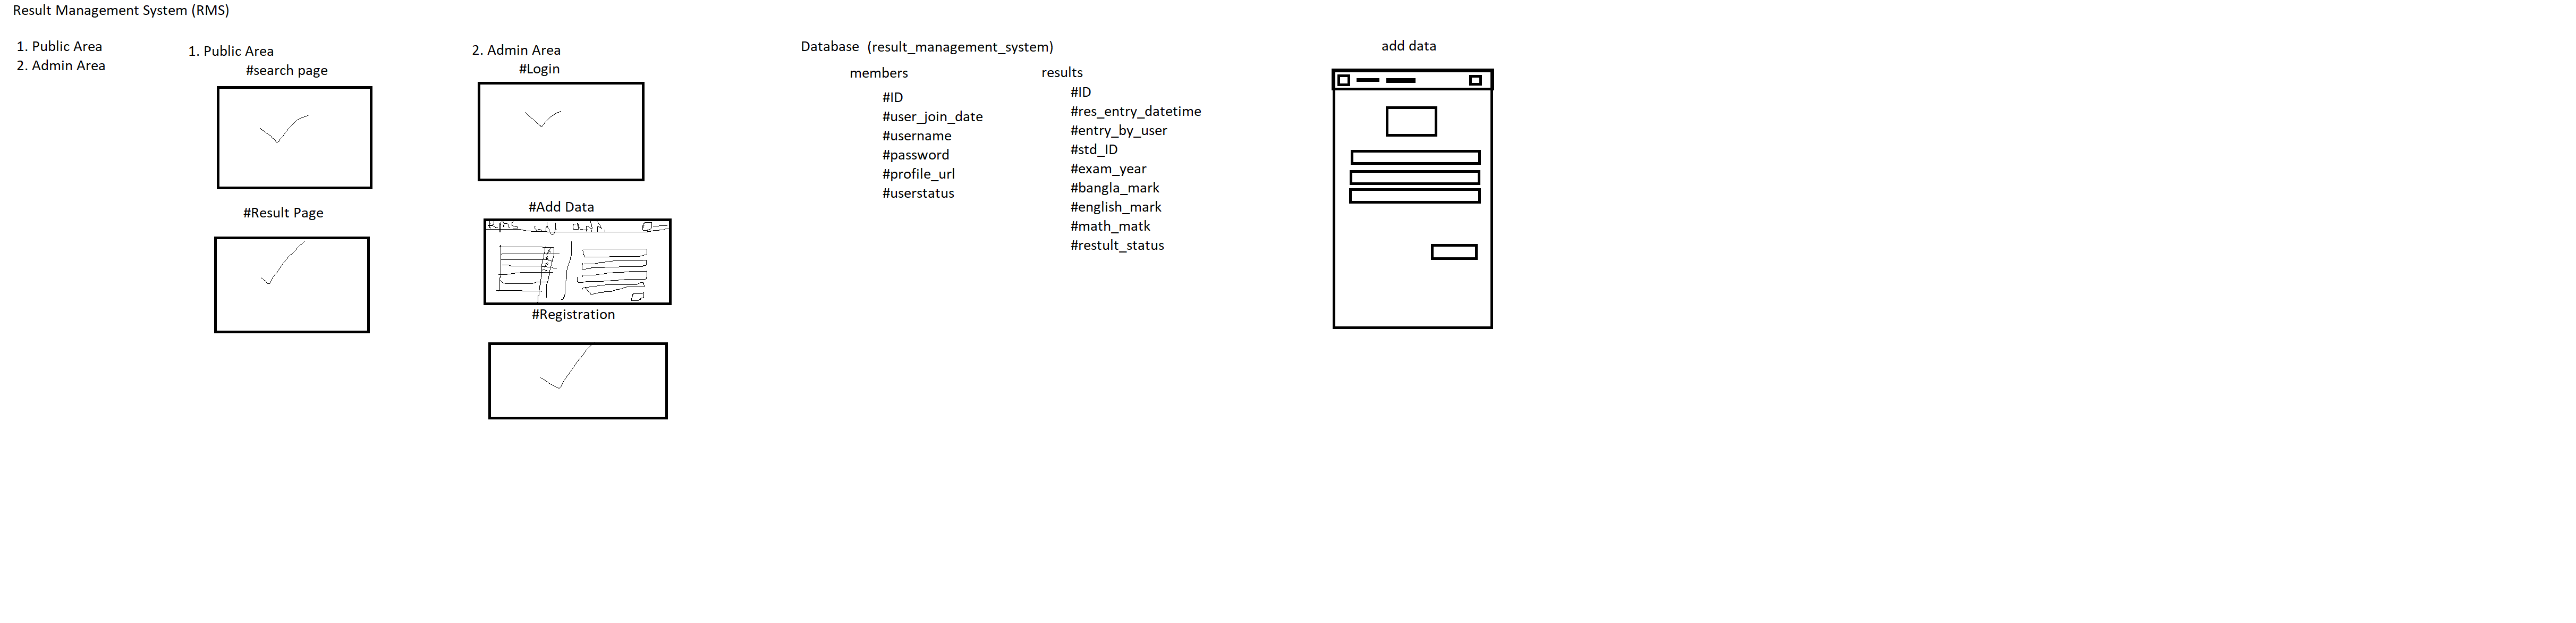 Result Management System (RMS)
1. Public Area
2. Admin Area
1. Public Area
#search page
#Result Page
2. Admin Area
#Login
#Add Data
Rms
#Registration
Database (result_management_system)
members
#ID
#user_join_date
#username
#password
#profile_url
#userstatus
results
#ID
#res_entry_datetime
#entry_by_user
#std_ID
#exam_year
#bangla_mark
#english_mark
#math_matk
#restult_status
add data